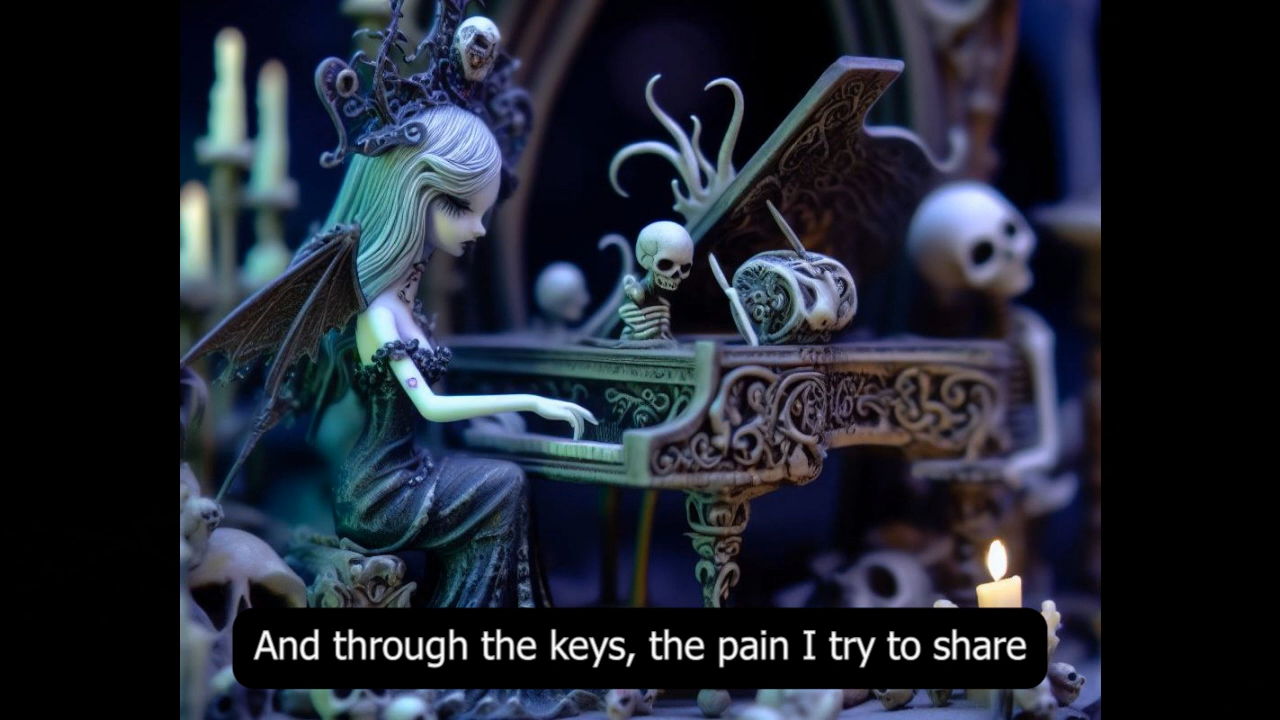 And through the keys, the pain I try to share